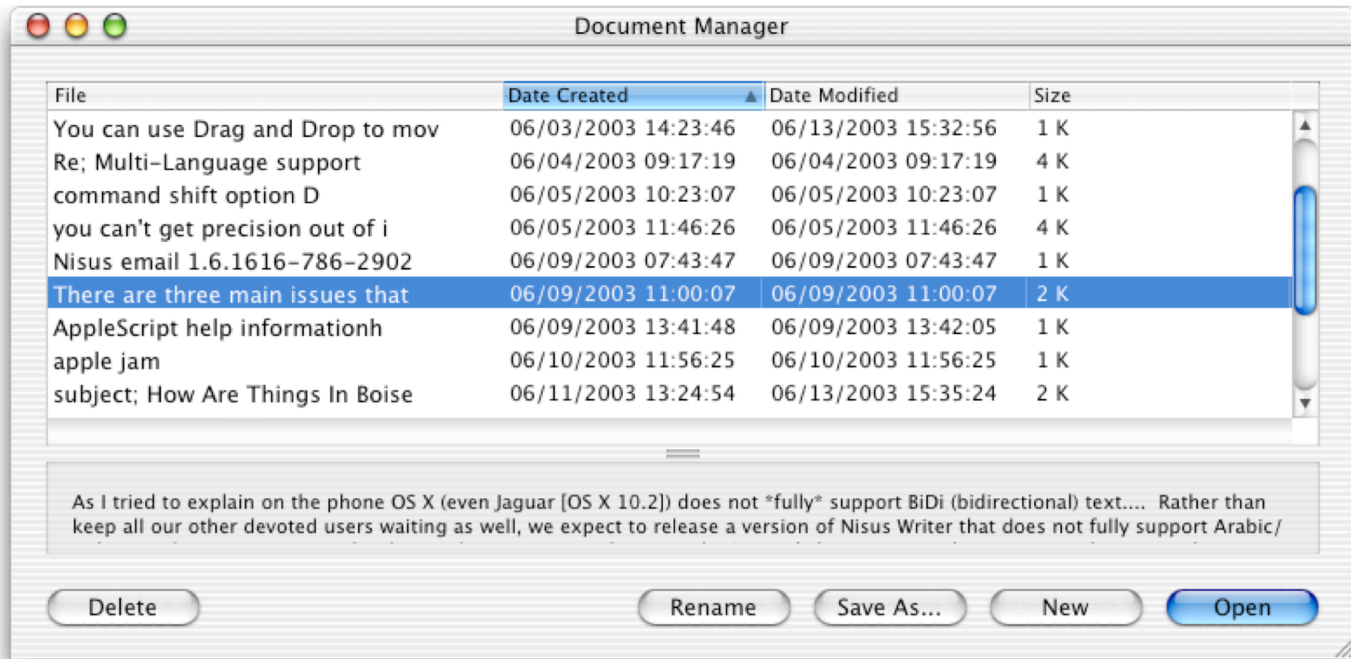 Document Manager
File Date Created Date Modified Size
You can use Drag and Drop to mov 06/03/2003 14:23:46 06/13/2003 15:32:56 1 K
Re; Multi-Language support 06/04/2003 09:17:19 06/04/2003 09:17:19 4 K
command shift option D 06/05/2003 10:23:07 06/05/2003 10:23:07 1 K
you can't get precision out of i 06/05/2003 11:46:26 06/05/2003 11:46:26 4 K
Nisus email 1.6.1616-786-2902 06/09/2003 07:43:47 06/09/2003 07:43:47 1 K
There are three main issues that 06/09/2003 11:00:07 06/09/2003 11:00:07 2 K
AppleScript help informationh 06/09/2003 13:41:48 06/09/2003 13:42:05 1 K
apple jam 06/10/2003 11:56:25 06/10/2003 11:56:25 1 K
subject; How Are Things In Boise 06/11/2003 13:24:54 06/13/2003 15:35:24 2 K
As I tried to explain on the phone OS X (even Jaguar [OS X 10.2]) does not *fully* support BiDi (bidirectional) text.... Rather than
keep all our other devoted users waiting as well, we expect to release a version of Nisus Writer that does not fully support Arabic/
Delete Rename Save As... New Open